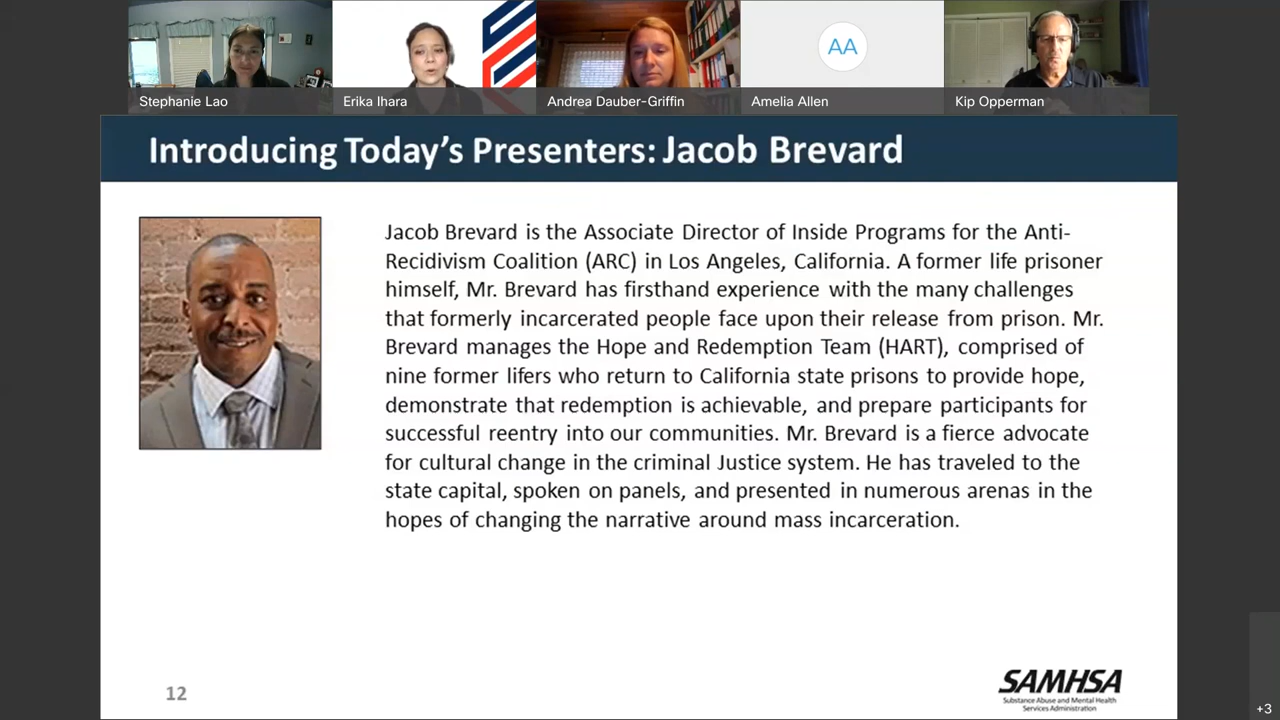 Stephanie Lao
Erika Ihara
Andrea Dauber-Griffin
AA
Amelia Allen
Kip Opperman
Introducing Today's Presenters: Jacob Brevard
Jacob Brevard is the Associate Director of Inside Programs for the Anti-
Recidivism Coalition (ARC) in Los Angeles, California. A former life prisoner
himself, Mr. Brevard has firsthand experience with the many challenges
that formerly incarcerated people face upon their release from prison. Mr.
Brevard manages the Hope and Redemption Team (HART), comprised of
nine former lifers who return to California state prisons to provide hope,
demonstrate that redemption is achievable, and prepare participants for
successful reentry into our communities. Mr. Brevard is a fierce advocate
for cultural change in the criminal Justice system. He has traveled to the
state capital, spoken on panels, and presented in numerous arenas in the
hopes of changing the narrative around mass incarceration.
12
SAMHSA
Substance Abuse and Mental Health
Services Administration
+3